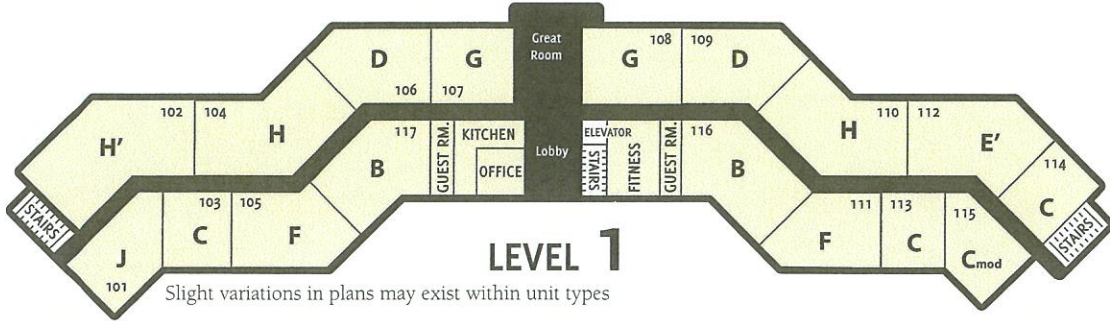 Great
Room
108
109
D
G
G
D
102
104
106
107
110
112
H'
H
117
GUEST RM.
KITCHEN
OFFICE
Lobby
ELEVATOR
STAIRS
FITNESS
GUEST RM.
116
H
E'
114
B
B
C
STAIRS
103
105
111
113
115
STAIRS
J
C
F
F
C
Cmod
101
LEVEL 1
Slight variations in plans may exist within unit types